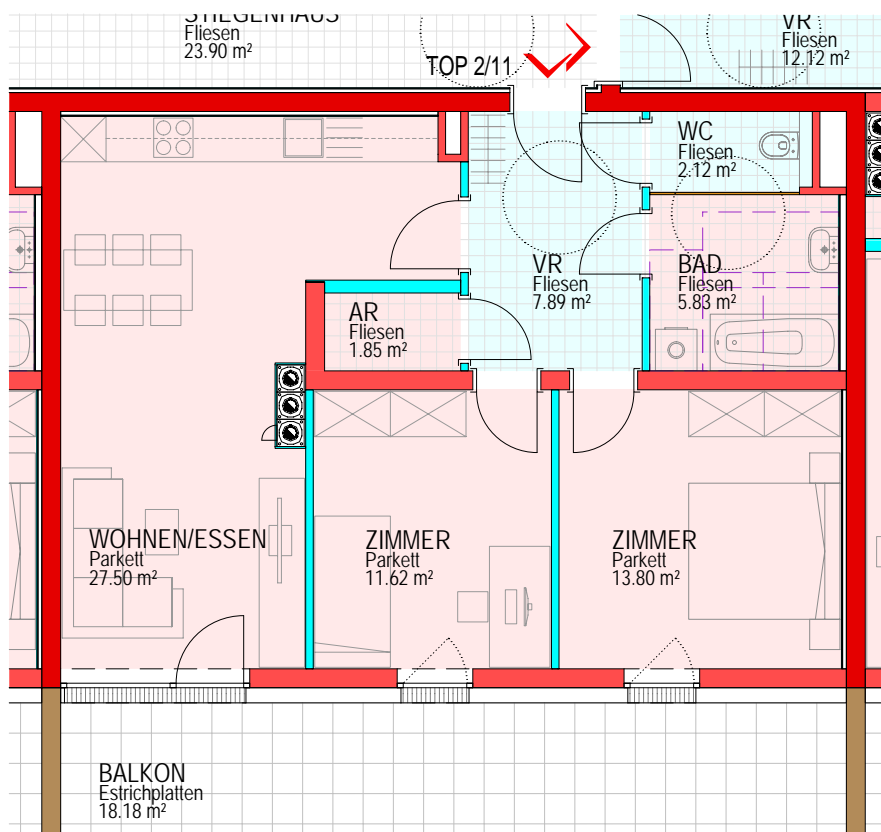 STIEGENHAUS
Fliesen
23.90 m²
TOP 2/11
VR
Fliesen
12.12 m²
WC
Fliesen
2.12 m²
VR
Fliesen
7.89 m²
BAD
Fliesen
5.83 m²
AR
Fliesen
1.85 m²
WOHNEN/ESSEN
Parkett
27.50 m²
ZIMMER
Parkett
11.62 m²
ZIMMER
Parkett
13.80 m²
BALKON
Estrichplatten
18.18 m²